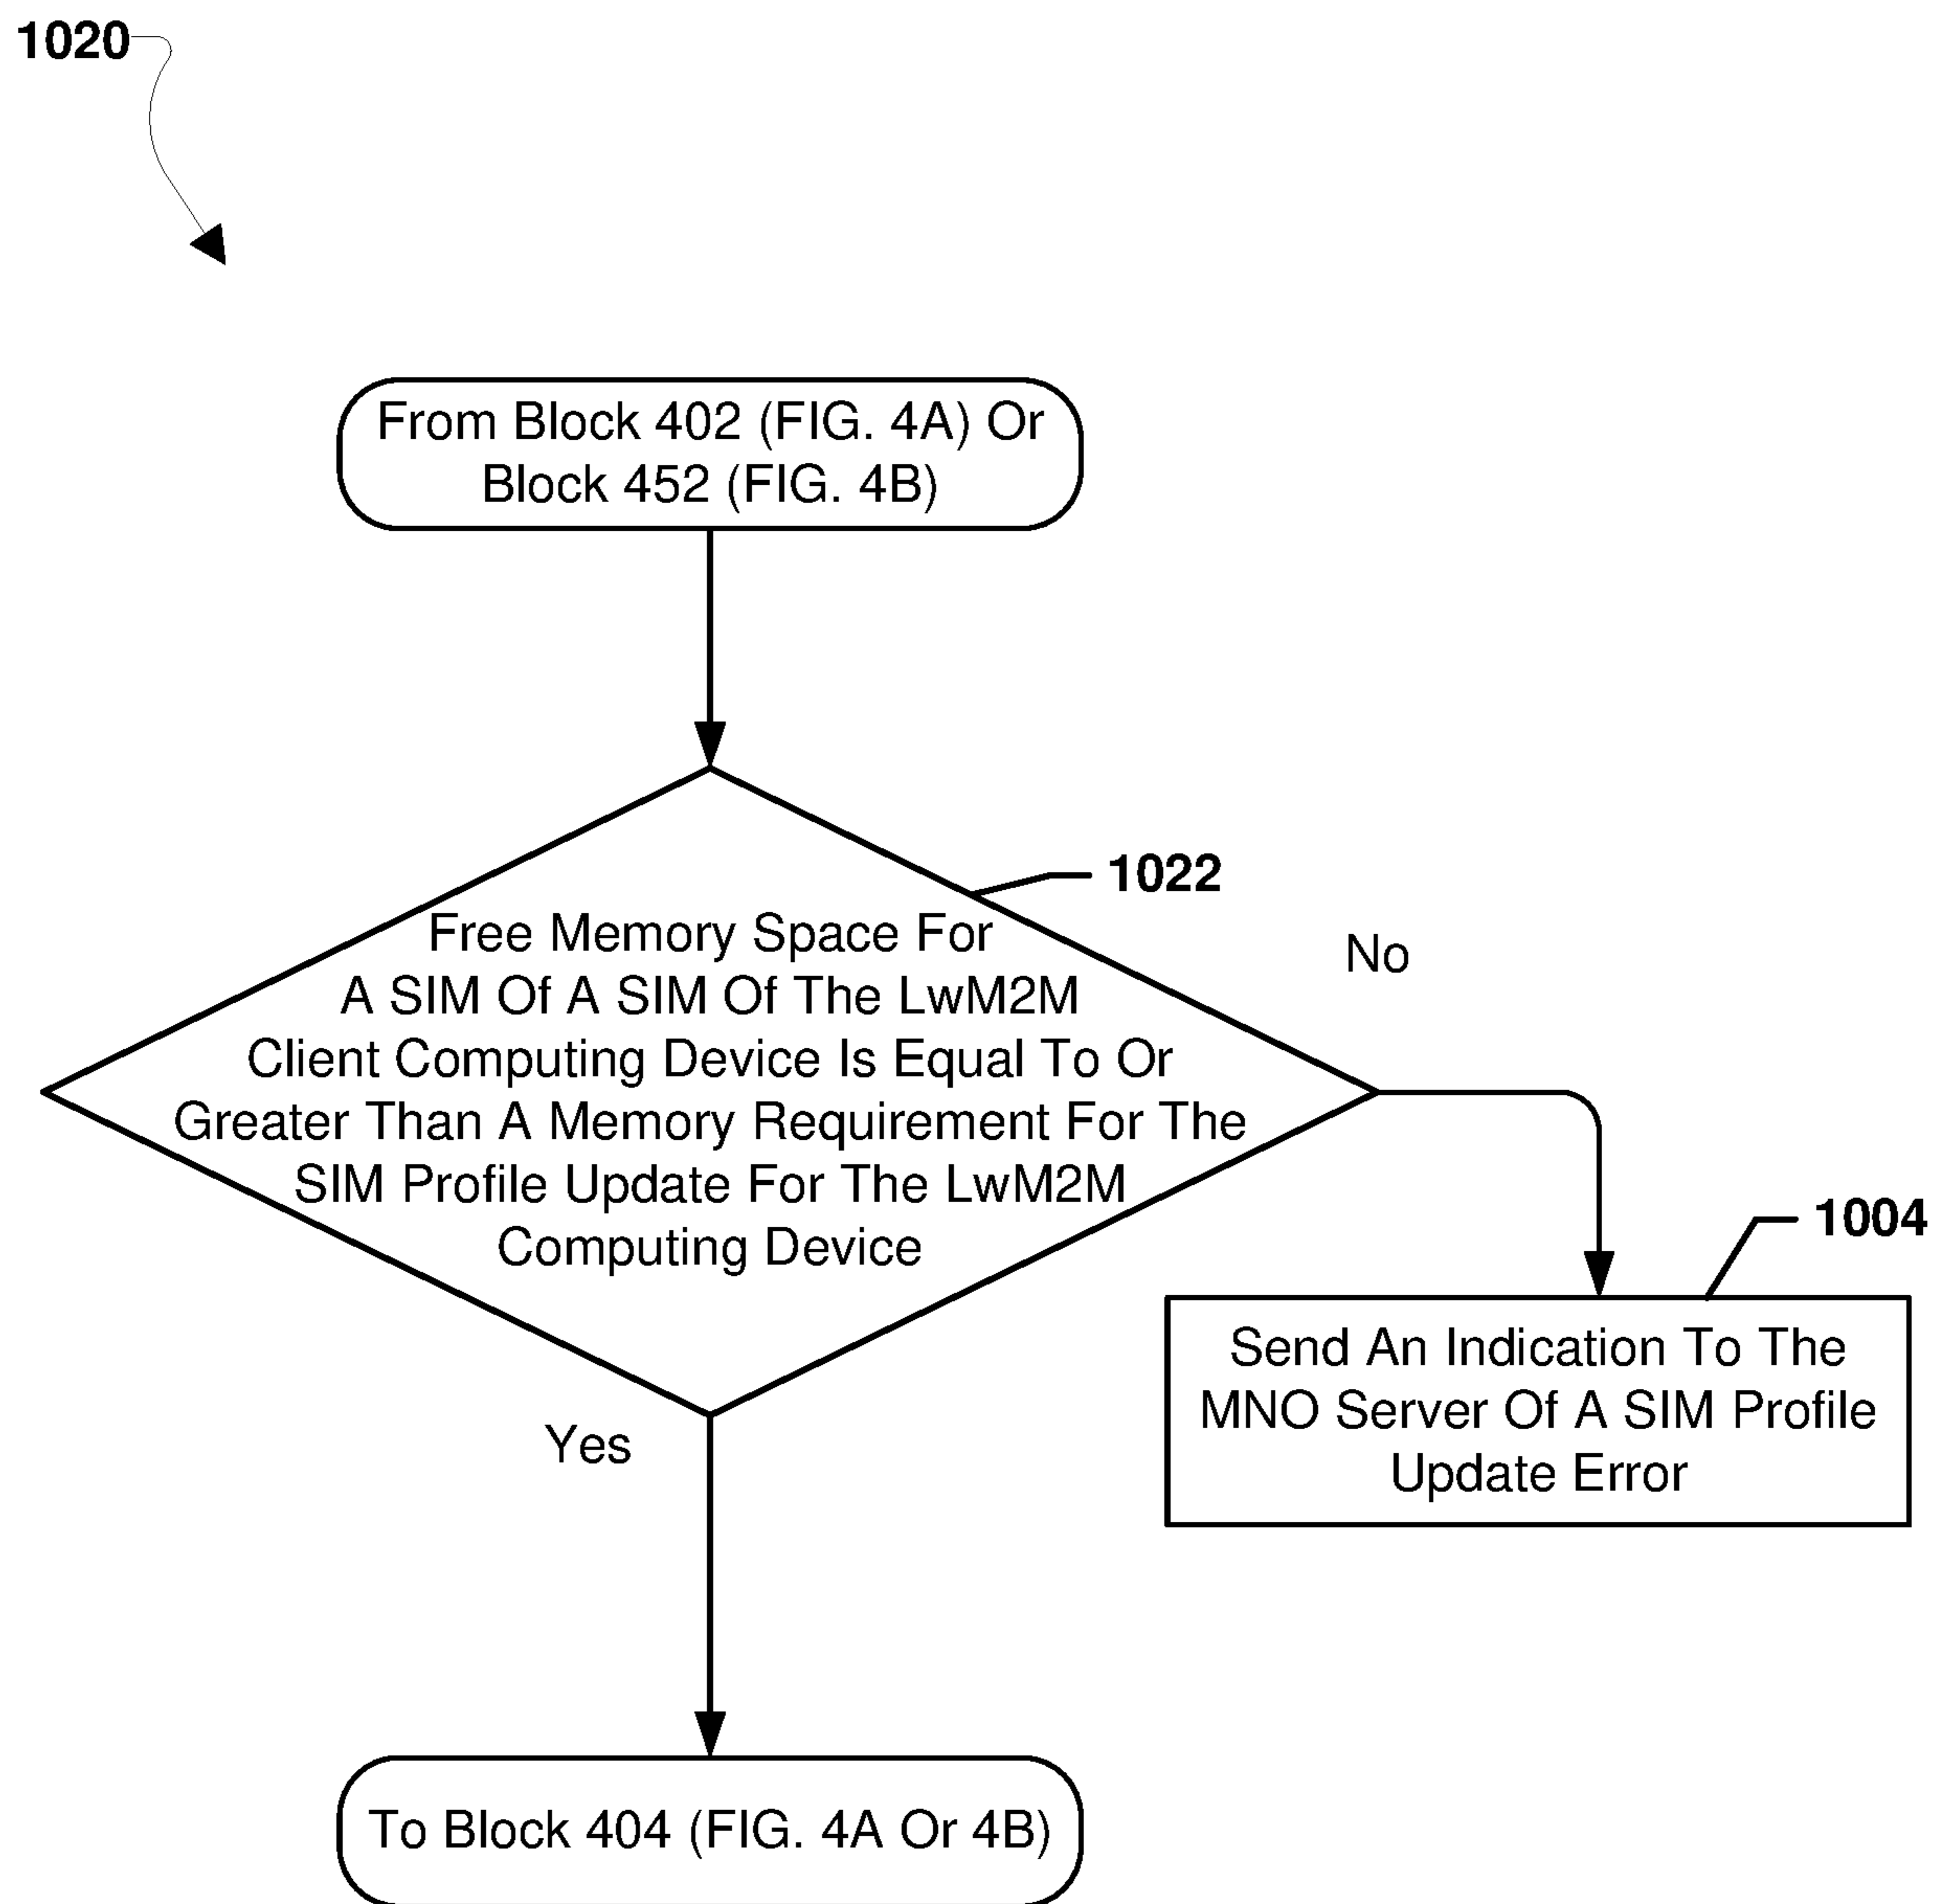 1020
From Block 402 (FIG. 4A) Or
Block 452 (FIG. 4B)
1022
Free Memory Space For
A SIM Of A SIM Of The LwM2M
Client Computing Device Is Equal To Or
Greater Than A Memory Requirement For The
SIM Profile Update For The LwM2M
Computing Device
No
1004
Send An Indication To The
MNO Server Of A SIM Profile
Update Error
Yes
To Block 404 (FIG. 4A Or 4B)